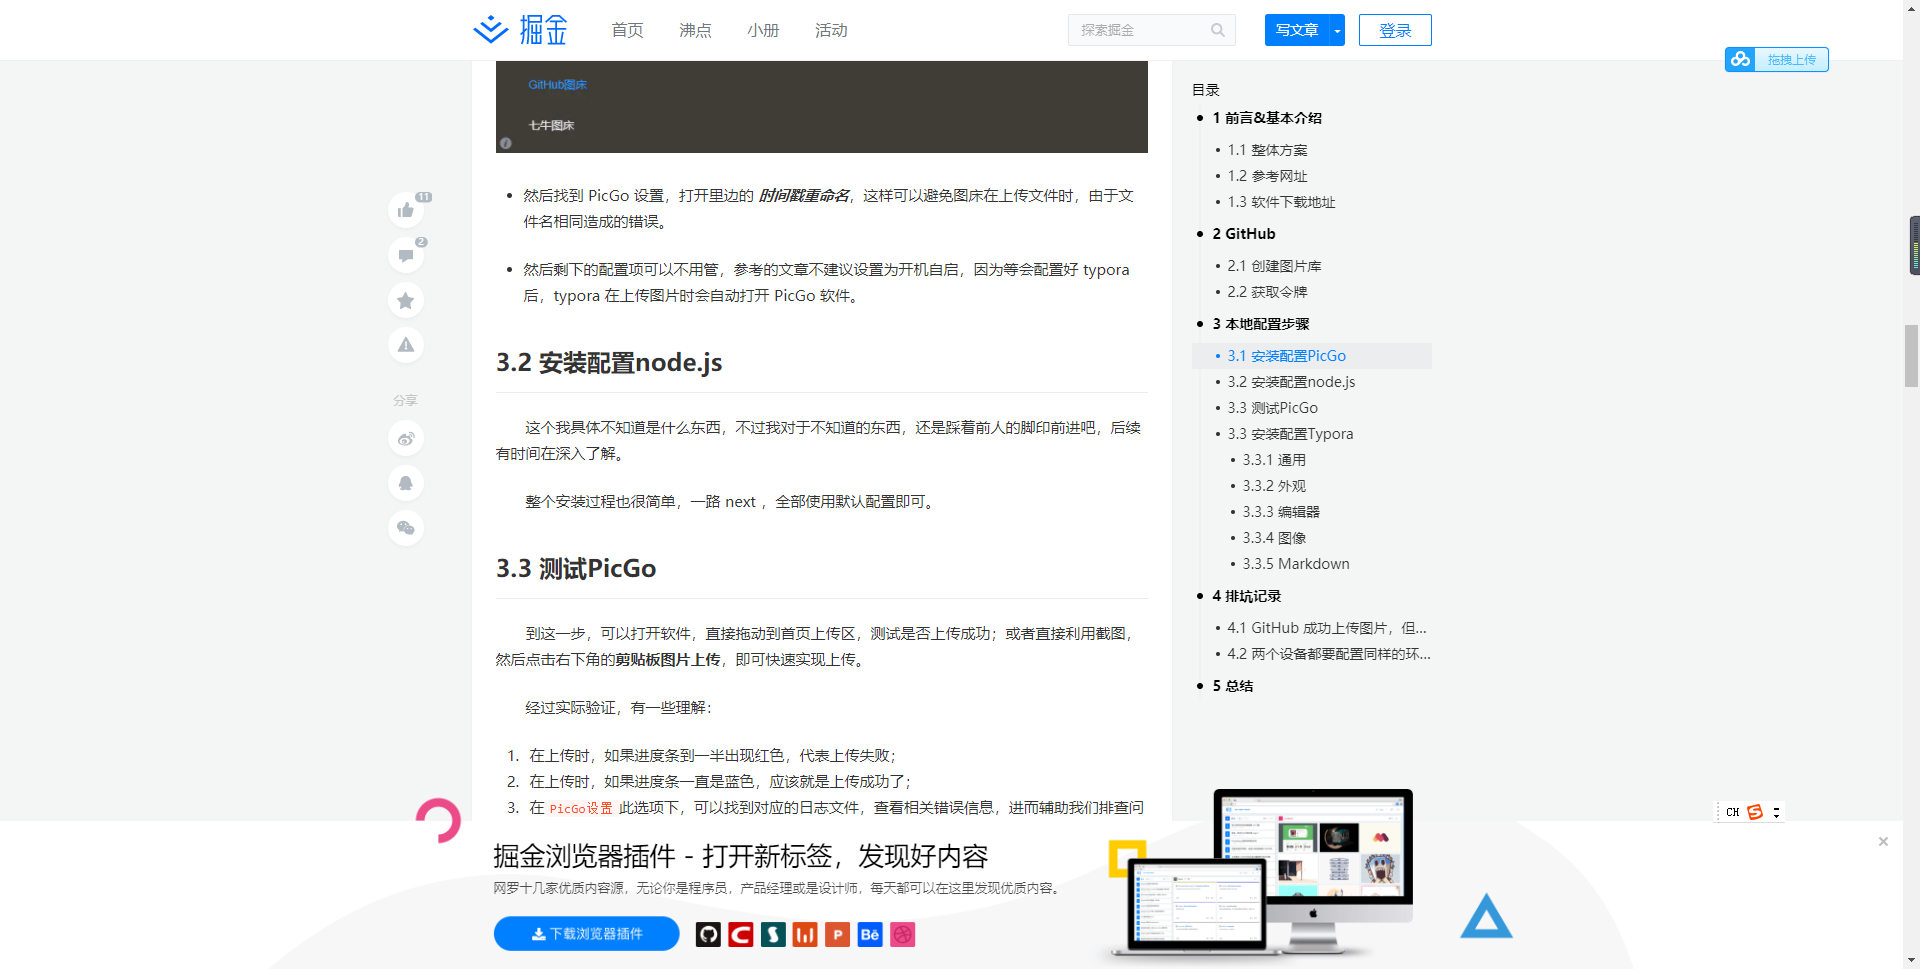 掘金
首页 沸点 小册 活动
探索掘金
写文章
登录
拖拽上传
GitHub图床
七牛图床
11
2
分享
• 然后找到 PicGo 设置，打开里边的 时间戳重命名，这样可以避免图床在上传文件时，由于文
件名相同造成的错误。
• 然后剩下的配置项可以不用管，参考的文章不建议设置为开机自启，因为等会配置好 typora
后，typora 在上传图片时会自动打开 PicGo 软件。
3.2 安装配置node.js
这个我具体不知道是什么东西，不过我对于不知道的东西，还是踩着前人的脚印前进吧，后续
有时间在深入了解。
整个安装过程也很简单，一路 next ，全部使用默认配置即可。
3.3 测试PicGo
到这一步，可以打开软件，直接拖动到首页上传区，测试是否上传成功；或者直接利用截图，
然后点击右下角的剪贴板图片上传，即可快速实现上传。
经过实际验证，有一些理解：
1. 在上传时，如果进度条到一半出现红色，代表上传失败；
2. 在上传时，如果进度条一直是蓝色，应该就是上传成功了；
3. 在 PicGo设置 此选项下，可以找到对应的日志文件，查看相关错误信息，进而辅助我们排查问
目录
• 1 前言&基本介绍
• 1.1 整体方案
• 1.2 参考网址
• 1.3 软件下载地址
• 2 GitHub
• 2.1 创建图片库
• 2.2 获取令牌
• 3 本地配置步骤
• 3.1 安装配置PicGo
• 3.2 安装配置node.js
• 3.3 测试PicGo
• 3.3 安装配置Typora
• 3.3.1 通用
• 3.3.2 外观
• 3.3.3 编辑器
• 3.3.4 图像
• 3.3.5 Markdown
• 4 排坑记录
• 4.1 GitHub 成功上传图片，但...
• 4.2 两个设备都要配置同样的环...
• 5 总结
CH
掘金浏览器插件 - 打开新标签，发现好内容
网罗十几家优质内容源，无论你是程序员，产品经理或是设计师，每天都可以在这里发现优质内容。
下载浏览器插件
P
Bē